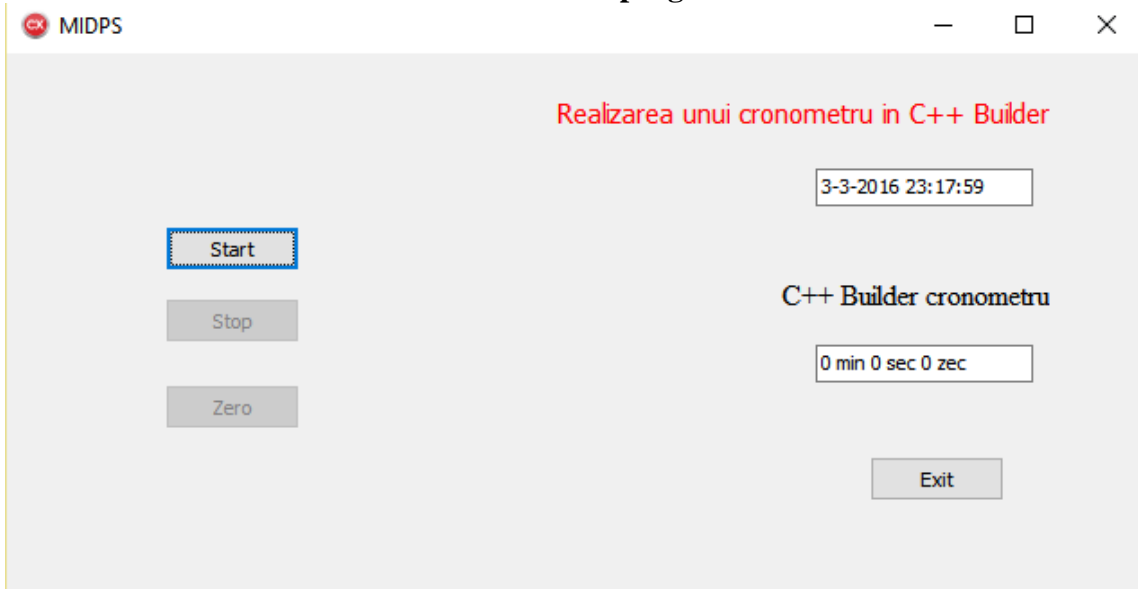 MIDPS
Realizarea unui cronometru in C++ Builder
3-3-2016 23:17:59
Start
C++ Builder cronometru
Stop
0 min 0 sec 0 zec
Zero
Exit